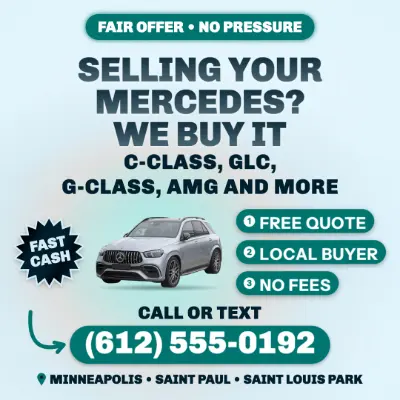 FAIR OFFER • NO PRESSURE
SELLING YOUR
MERCEDES?
WE BUY IT
C-CLASS, GLC,
G-CLASS, AMG AND MORE
FAST
CASH
1 FREE QUOTE
2 LOCAL BUYER
3 NO FEES
CALL OR TEXT
(612) 555-0192
MINNEAPOLIS • SAINT PAUL • SAINT LOUIS PARK